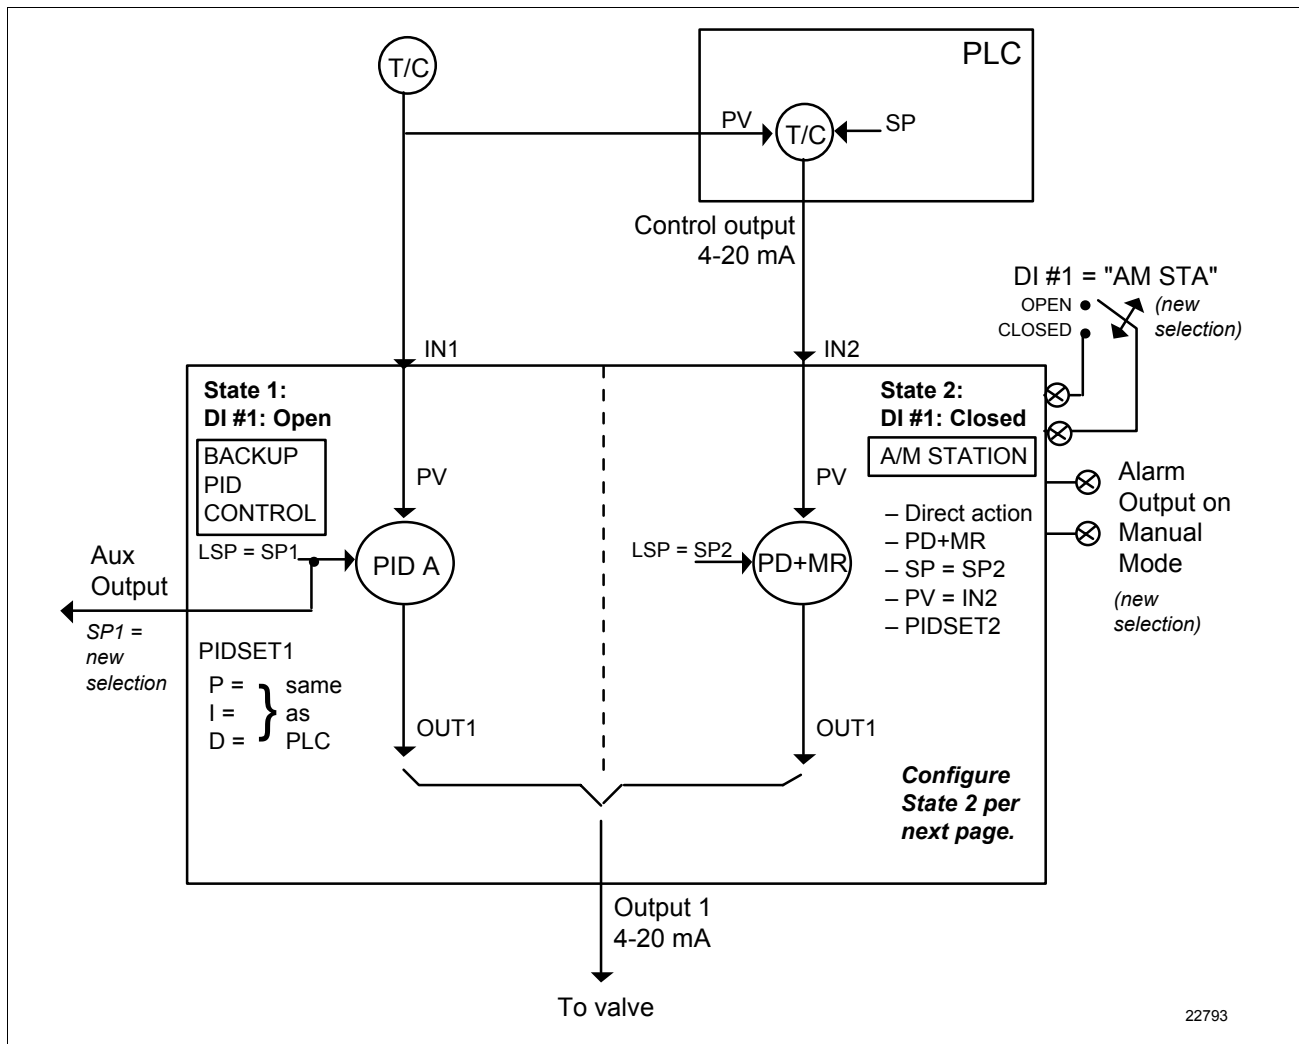 T/C
PLC
PV
T/C
SP
Control output
4-20 mA
DI #1 = "AM STA"
OPEN
(new
selection)
CLOSED
IN1
IN2
State 1:
DI #1: Open
State 2:
DI #1: Closed
BACKUP
PID
CONTROL
A/M STATION
PV
PV
Alarm
Output on
Manual
Mode
(new
selection)
– Direct action
– PD+MR
– SP = SP2
– PV = IN2
– PIDSET2
LSP = SP1
PID A
LSP = SP2
PD+MR
Aux
Output
SP1 =
new
selection
PIDSET1
P =
I =
D =
}
same
as
PLC
OUT1
OUT1
Configure
State 2 per
next page.
Output 1
4-20 mA
To valve
22793